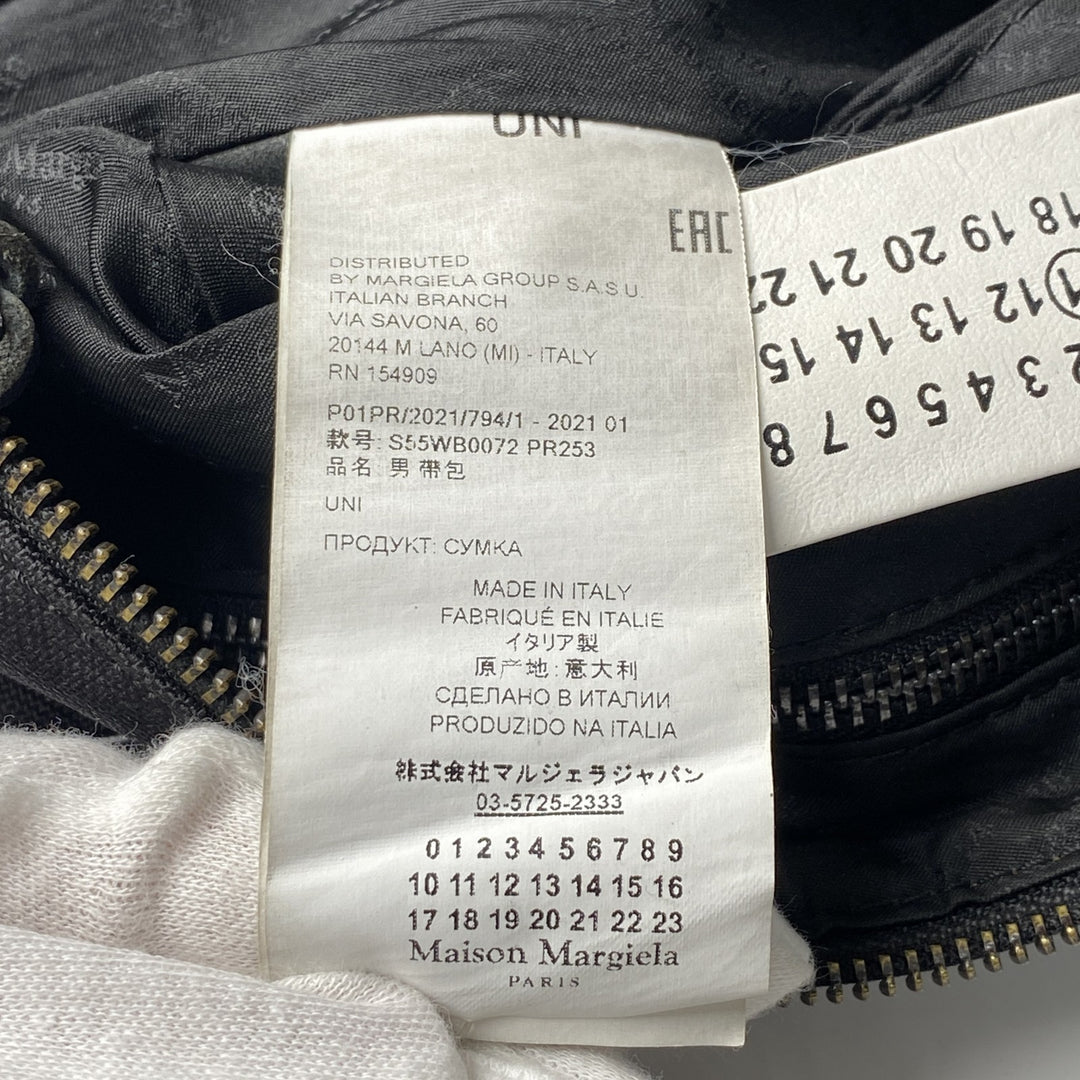 UNI
EAC
DISTRIBUTED
BY MARGIELA GROUP S.A.S.U.
ITALIAN BRANCH
VIA SAVONA, 60
20144 M LANO (MI) - ITALY
RN 154909
P01PR/2021/794/1 - 2021 01
款号: S55WB0072 PR253
品名: 男 帶包
UNI
ПРОДУКТ: СУМКА
MADE IN ITALY
FABRIQUÉ EN ITALIE
イタリア製
原产地: 意大利
СДЕЛАНО В ИТАЛИИ
PRODUZIDO NA ITALIA
株式会社マルジェラジャパン
03-5725-2333
0 1 2 3 4 5 6 7 8 9
10 11 12 13 14 15 16
17 18 19 20 21 22 23
Maison Margiela
PARIS
2 3 4 5 6 7 8
12 13 14 15
18 19 20 21 22